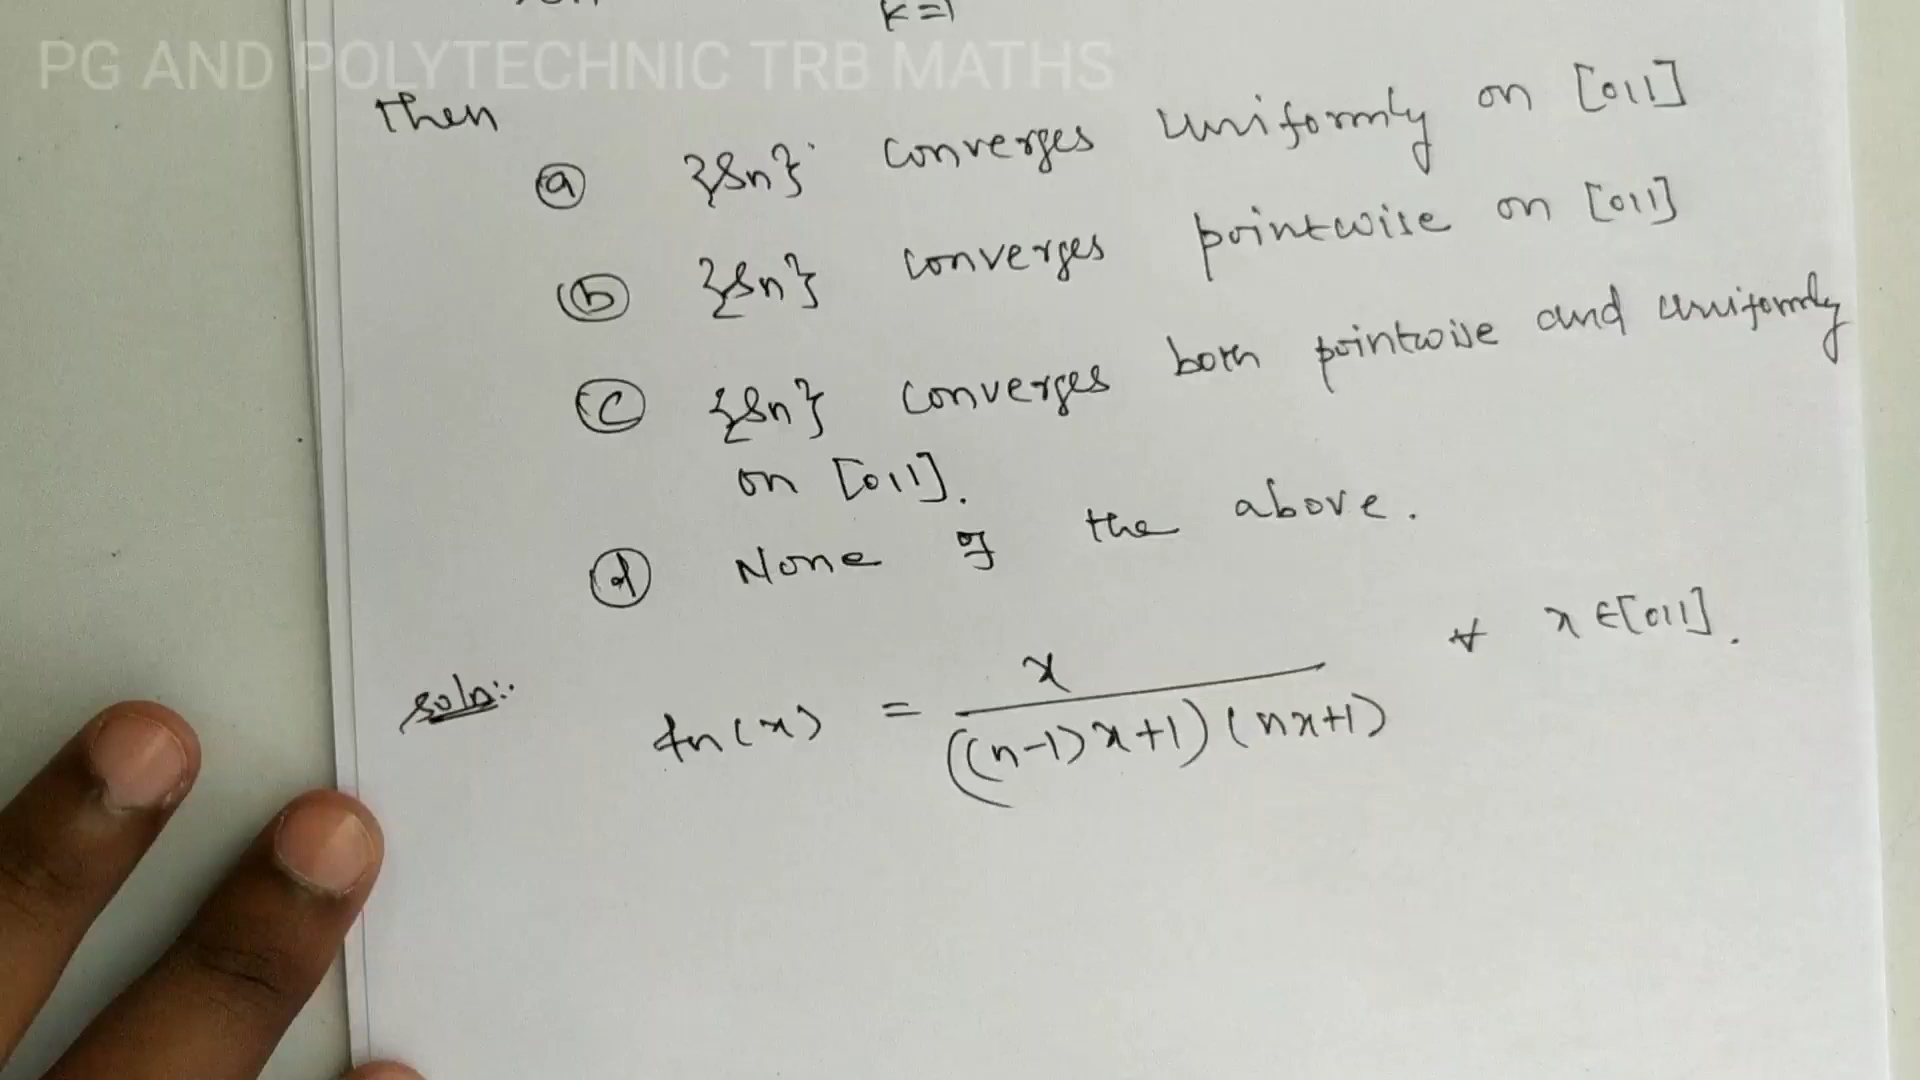 k=1
PG AND POLYTECHNIC TRB MATHS
Then
(a) {Sn} converges uniformly on [0,1]
(b) {Sn} converges pointwise on [0,1]
(c) {Sn} converges both pointwise and uniformly
on [0,1].
(d) None of the above.
Soln:
fn(x) = x / ((n-1)x+1)(nx+1) ∀ x ∈ [0,1].